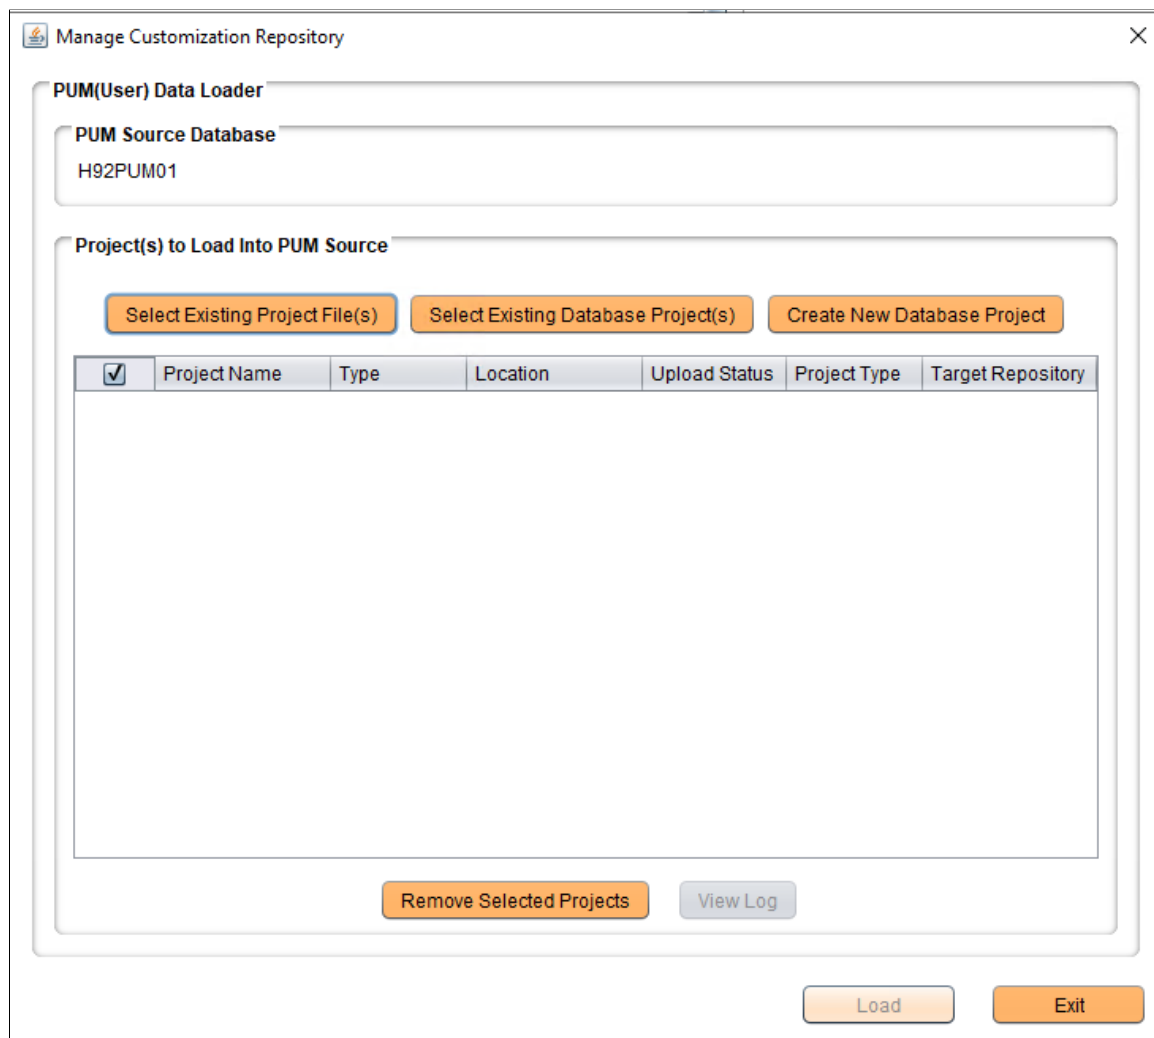 Manage Customization Repository
PUM(User) Data Loader
PUM Source Database
H92PUM01
Project(s) to Load Into PUM Source
Select Existing Project File(s) Select Existing Database Project(s) Create New Database Project
Project Name Type Location Upload Status Project Type Target Repository
Remove Selected Projects View Log
Load Exit